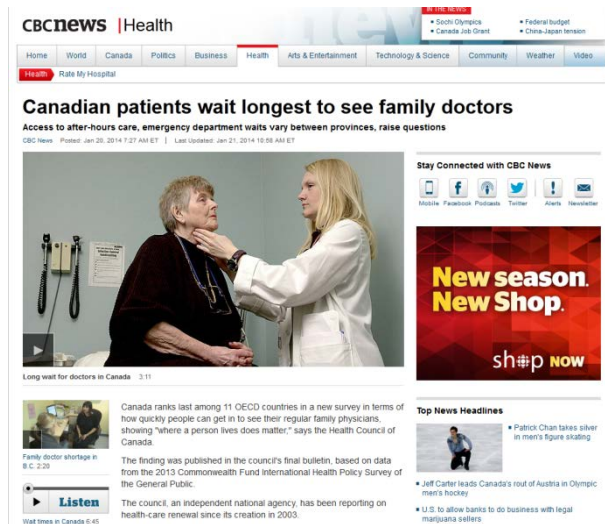 CBCnews | Health
IN THE NEWS
Sochi Olympics
Canada Job Grant
Federal budget
China-Japan tension
Home World Canada Politics Business Health Arts & Entertainment Technology & Science Community Weather Video
Health Rate My Hospital
Canadian patients wait longest to see family doctors
Access to after-hours care, emergency department waits vary between provinces, raise questions
CBC News Posted: Jan 20, 2014 7:27 AM ET | Last Updated: Jan 21, 2014 10:58 AM ET
Long wait for doctors in Canada 3:11
Family doctor shortage in
B.C. 2:20
Listen
Wait times in Canada 6:45
Canada ranks last among 11 OECD countries in a new survey in terms of
how quickly people can get in to see their regular family physicians,
showing "where a person lives does matter," says the Health Council of
Canada.
The finding was published in the council's final bulletin, based on data
from the 2013 Commonwealth Fund International Health Policy Survey of
the General Public.
The council, an independent national agency, has been reporting on
health-care renewal since its creation in 2003.
Stay Connected with CBC News
Mobile Facebook Podcasts Twitter Alerts Newsletter
New season.
New Shop.
shop NOW
Top News Headlines
Patrick Chan takes silver
in men's figure skating
Jeff Carter leads Canada's rout of Austria in Olympic
men's hockey
U.S. to allow banks to do business with legal
marijuana sellers